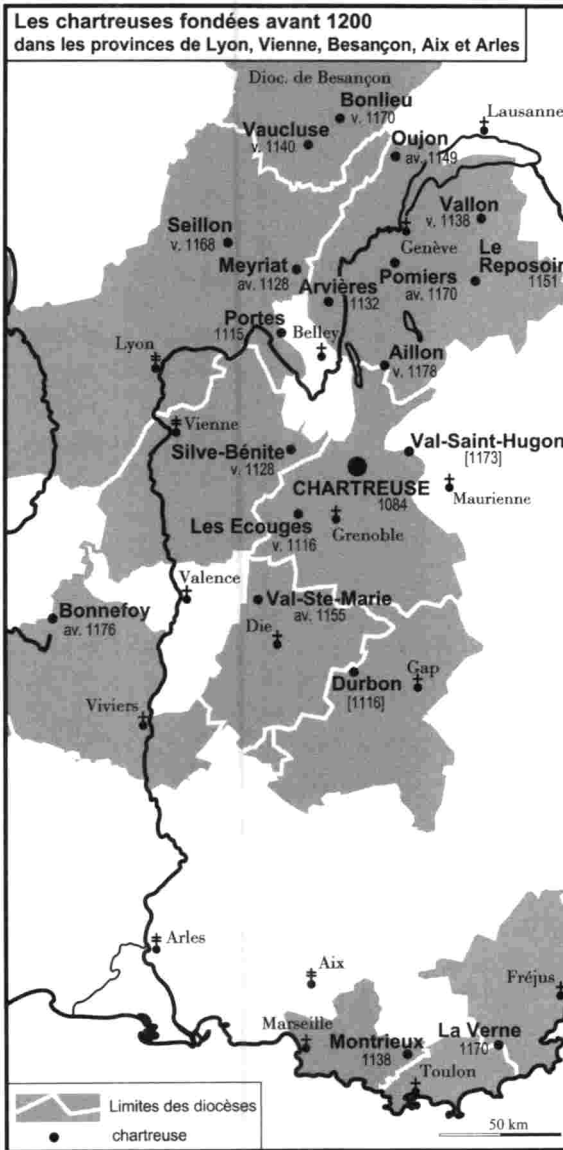 Les chartreuses fondées avant 1200
dans les provinces de Lyon, Vienne, Besançon, Aix et Arles
Dioc. de Besançon
Bonlieu
v. 1170
Lausanne
Vaucluse
v. 1140
Oujon
av. 1149
Vallon
v. 1138
Seillon
v. 1168
Genève
Le
Reposoir
1151
Meyriat
av. 1128
Pomiers
av. 1170
Arvières
1132
Portes
1115
Belley
Lyon
Aillon
v. 1178
Vienne
Silve-Bénite
v. 1128
Val-Saint-Hugon
[1173]
CHARTREUSE
1084
Maurienne
Les Ecouges
v. 1116
Grenoble
Valence
Val-Ste-Marie
av. 1155
Bonnefoy
av. 1176
Die
Gap
Durbon
[1116]
Viviers
Arles
Aix
Fréjus
Marseille
Montrieux
1138
La Verne
1170
Toulon
Limites des diocèses
chartreuse
50 km